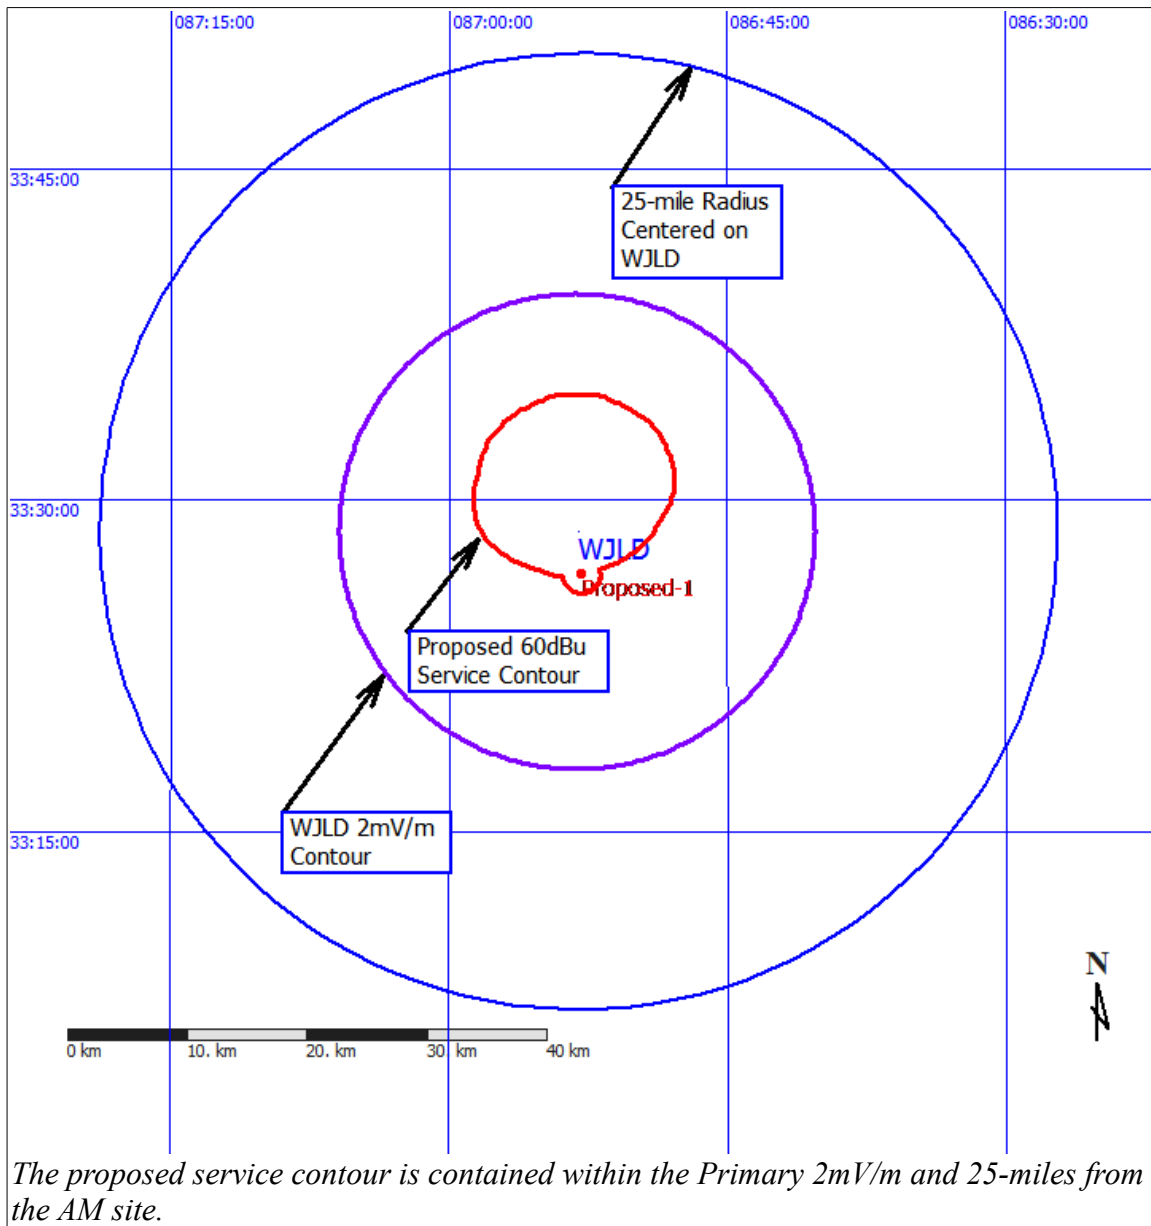 087:15:00
087:00:00
086:45:00
086:30:00
33:45:00
25-mile Radius
Centered on
WJLD
33:30:00
WJLD
Proposed-1
Proposed 60dBu
Service Contour
WJLD 2mV/m
Contour
33:15:00
N
0 km
10. km
20. km
30. km
40 km
The proposed service contour is contained within the Primary 2mV/m and 25-miles from
the AM site.